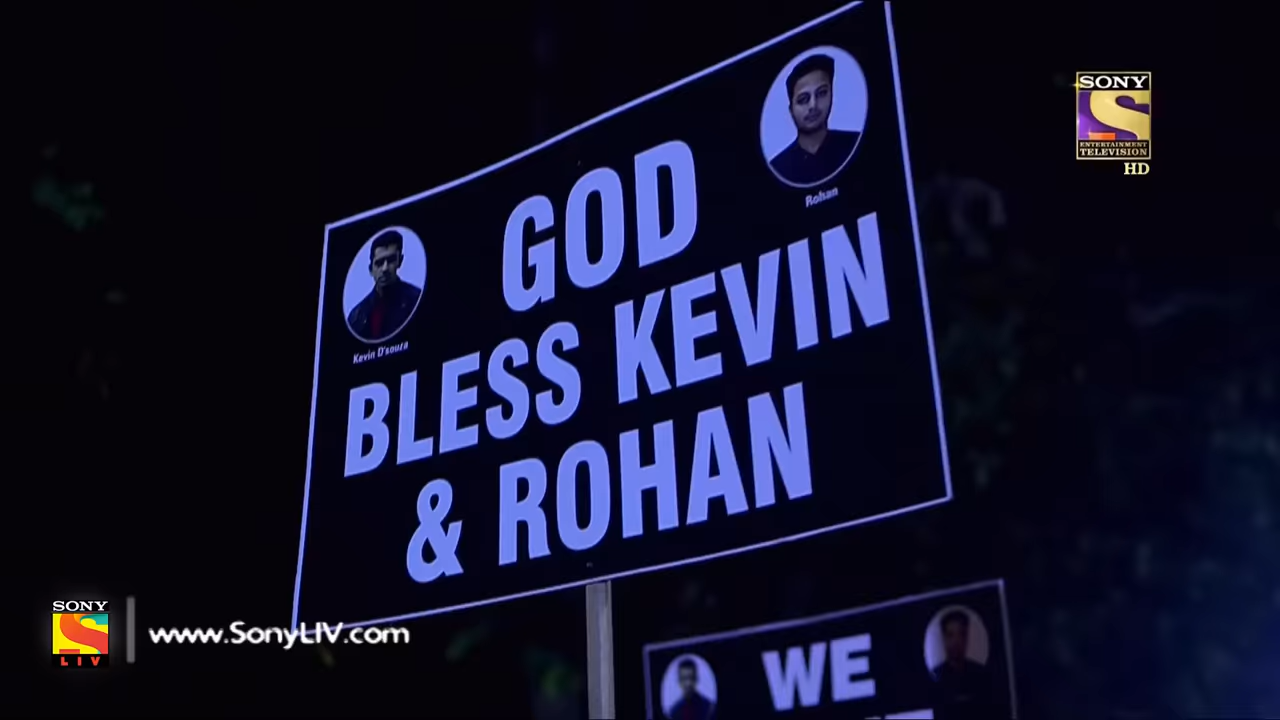 SONY
ENTERTAINMENT
TELEVISION
HD
Rohan
GOD
Kevin D'souza
BLESS KEVIN
& ROHAN
SONY
LIV
www.SonyLIV.com
WE